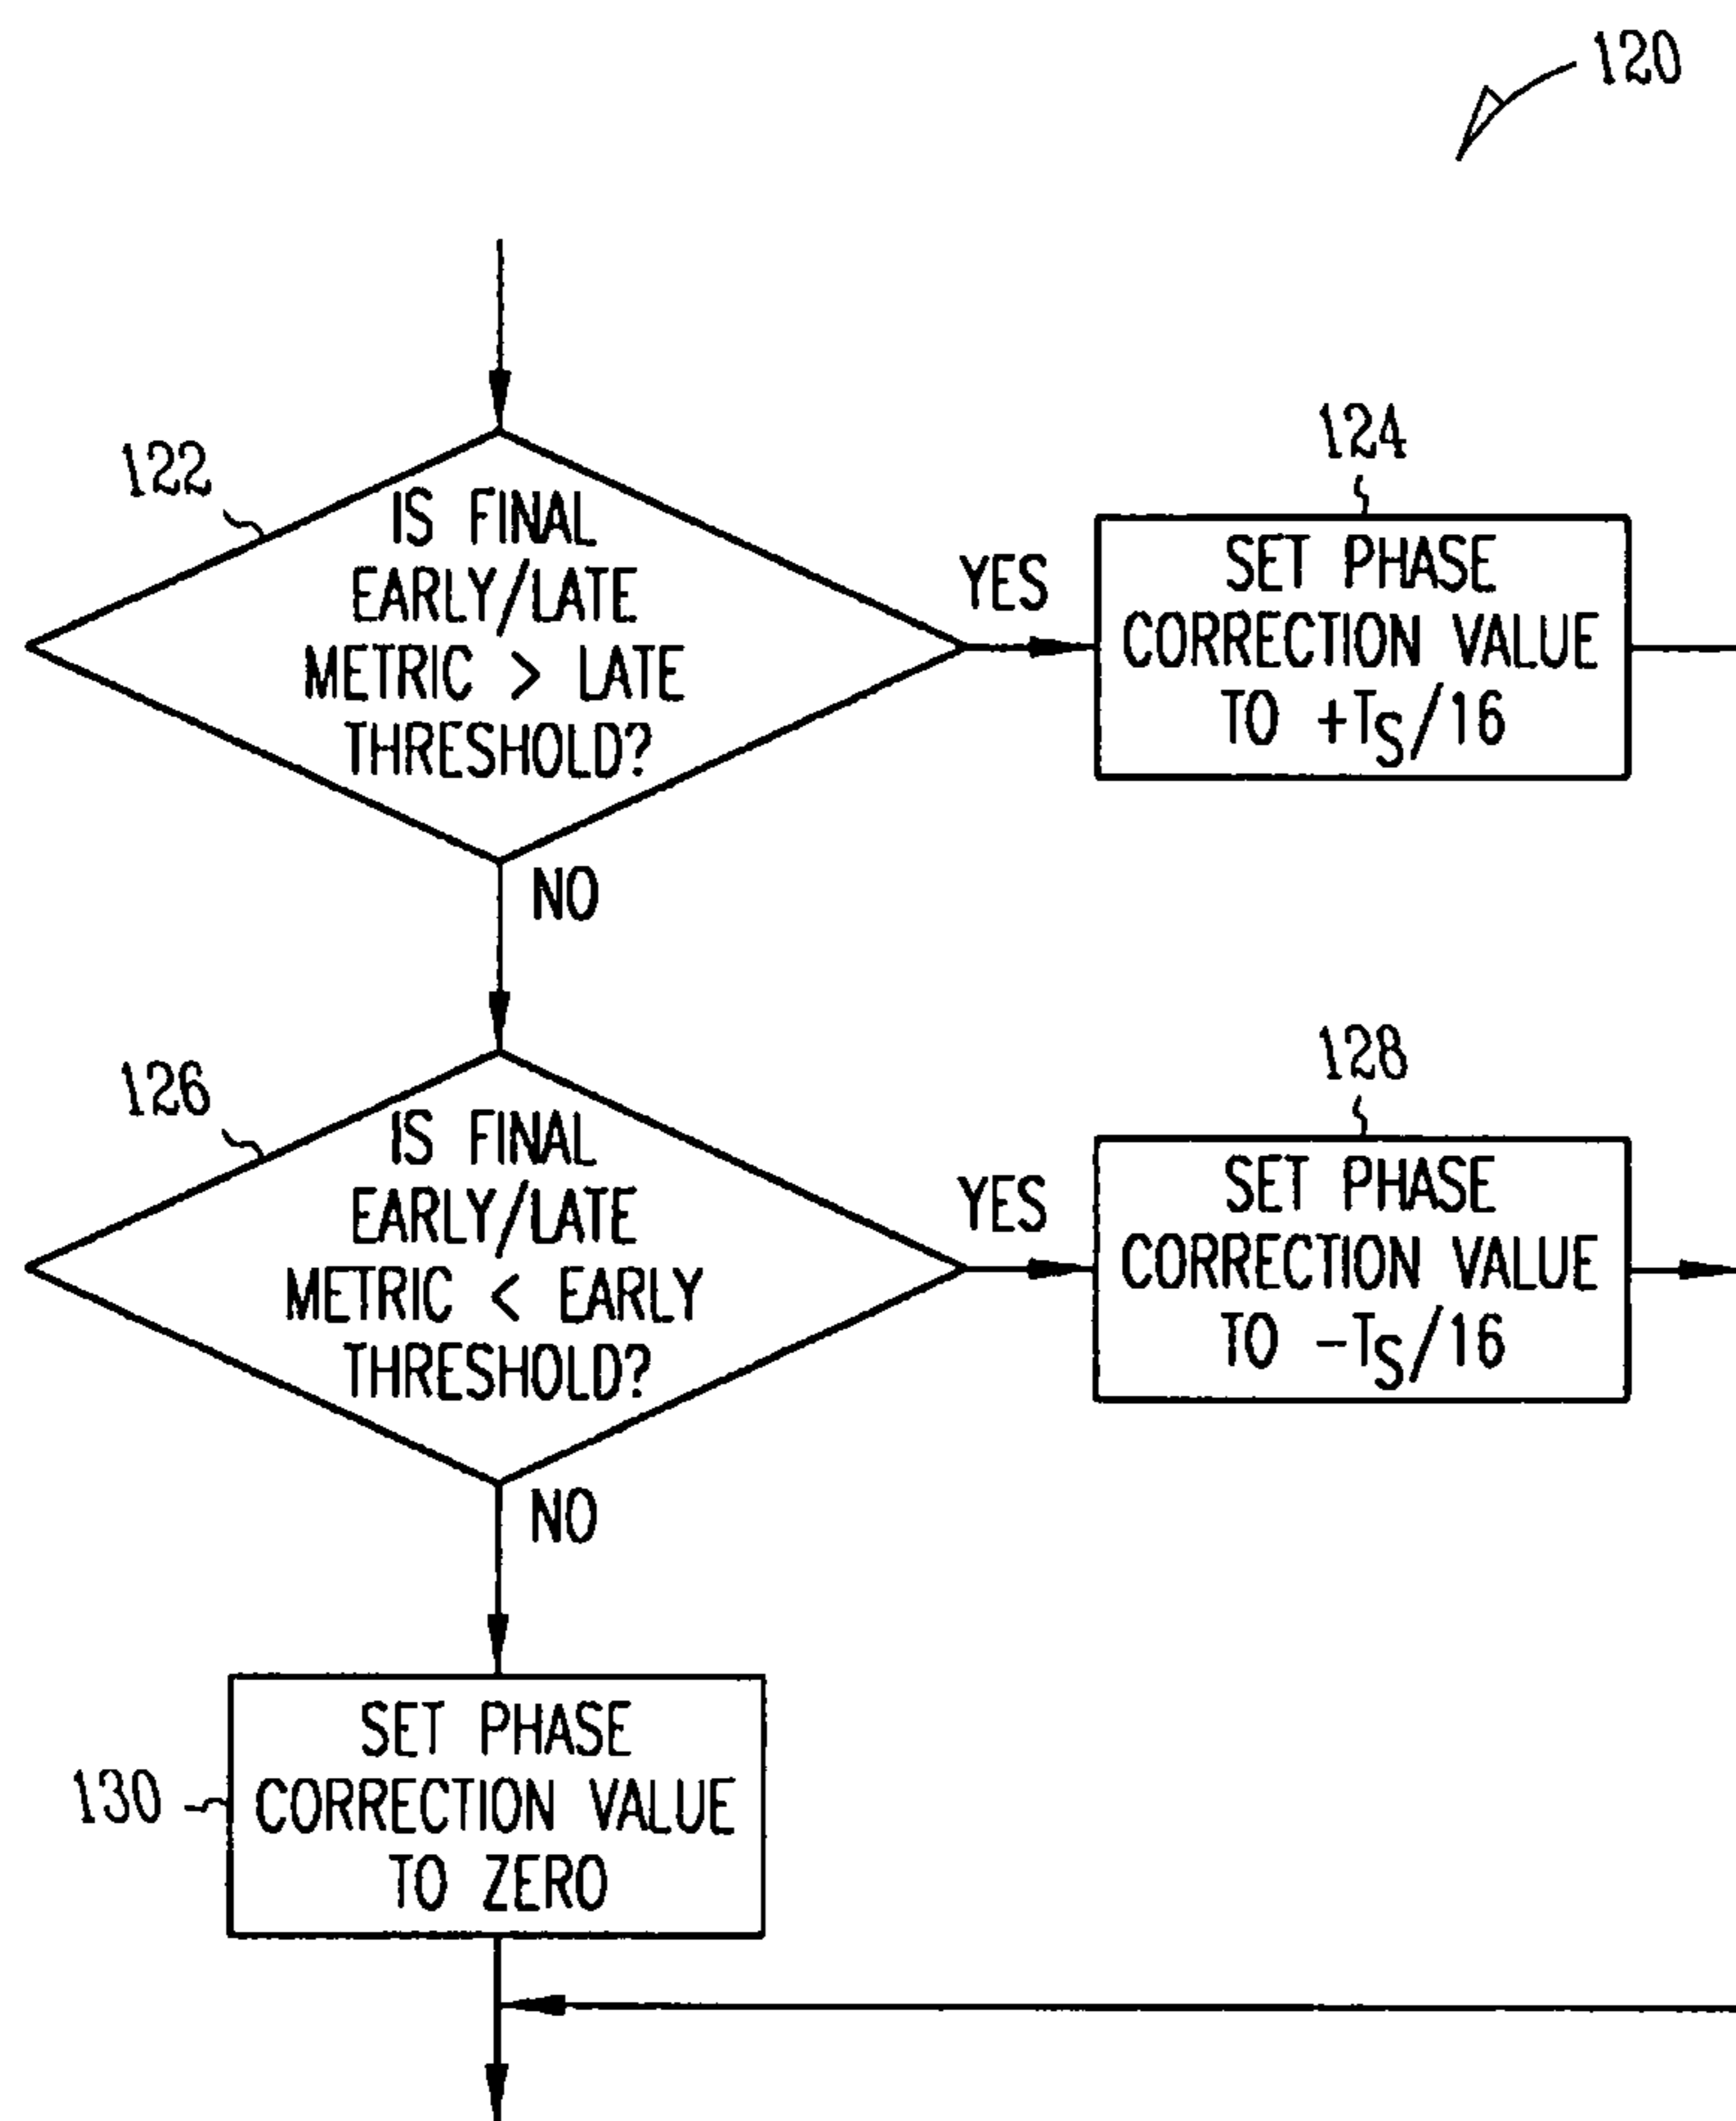 120
122
IS FINAL
EARLY/LATE
METRIC > LATE
THRESHOLD?
YES
NO
124
SET PHASE
CORRECTION VALUE
TO +TS/16
126
IS FINAL
EARLY/LATE
METRIC < EARLY
THRESHOLD?
YES
NO
128
SET PHASE
CORRECTION VALUE
TO −TS/16
130
SET PHASE
CORRECTION VALUE
TO ZERO